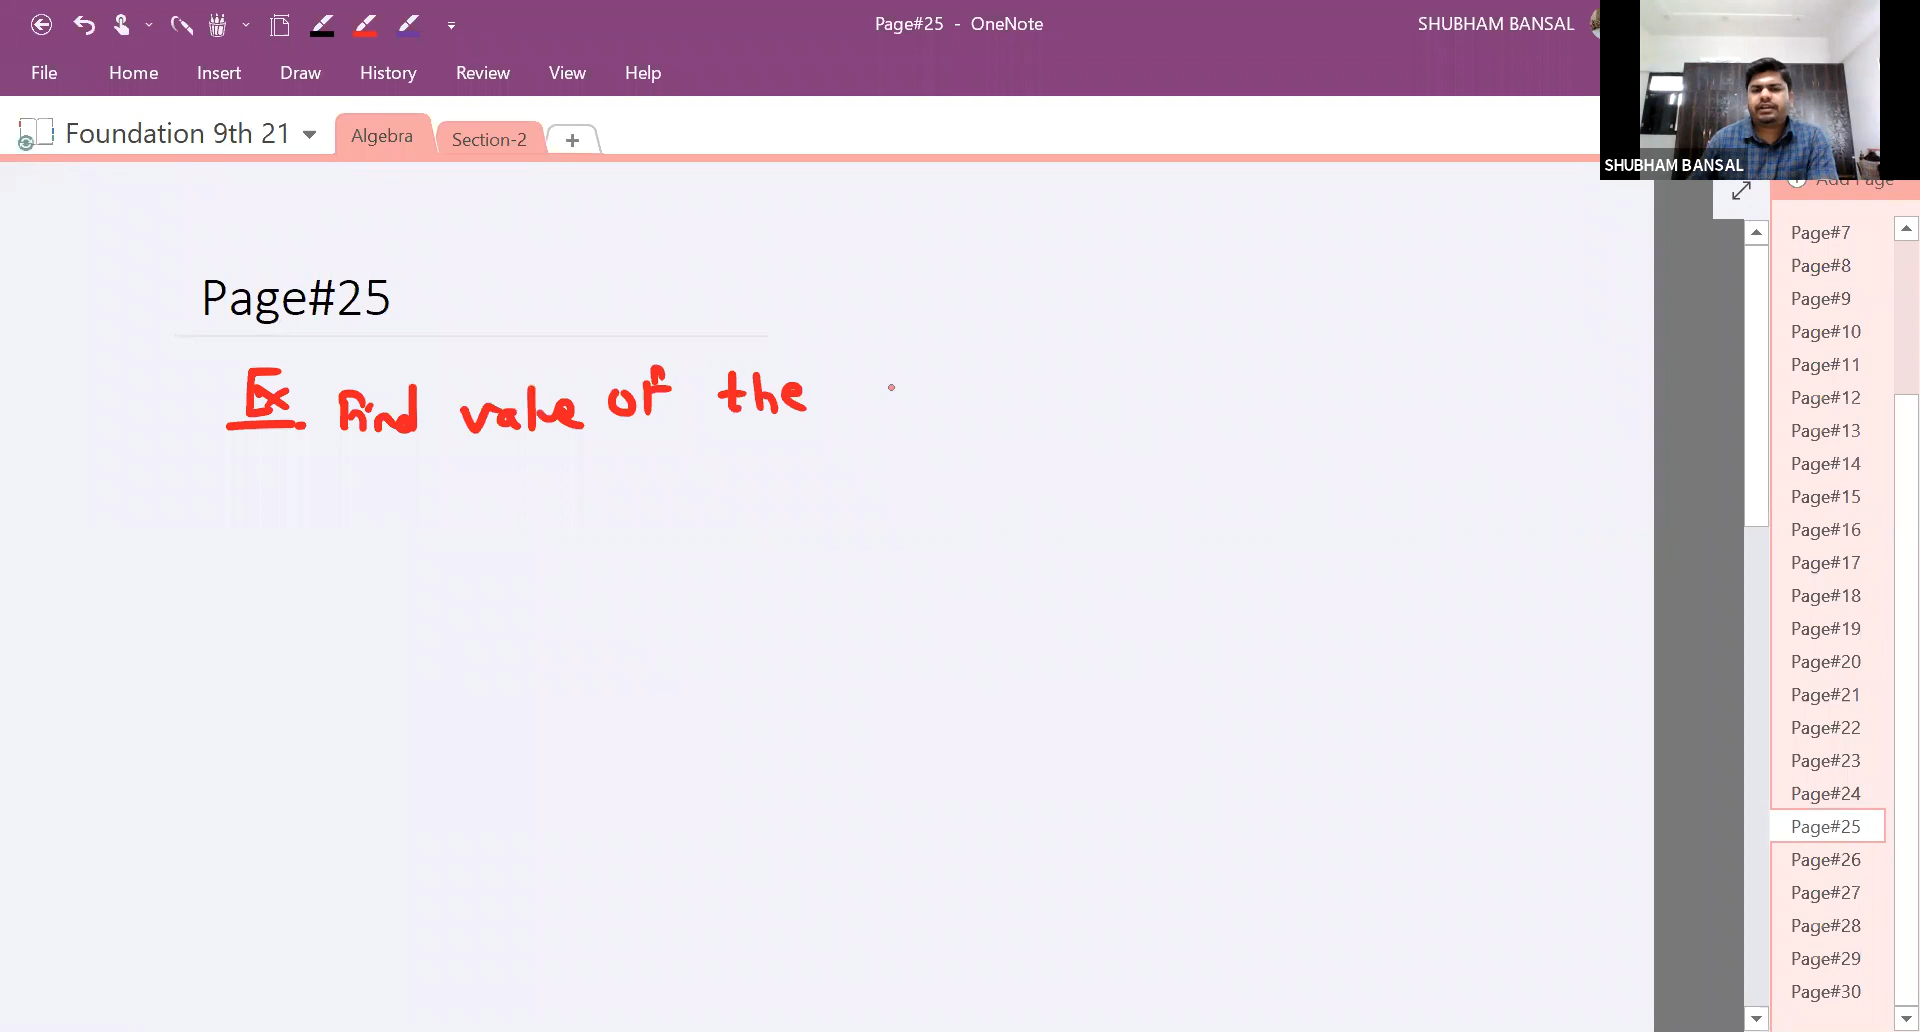 Page#25 - OneNote
SHUBHAM BANSAL
File Home Insert Draw History Review View Help
SHUBHAM BANSAL
Foundation 9th 21
Algebra
Section-2
Add Page
Page#25
Ex Find value of the
Page#7
Page#8
Page#9
Page#10
Page#11
Page#12
Page#13
Page#14
Page#15
Page#16
Page#17
Page#18
Page#19
Page#20
Page#21
Page#22
Page#23
Page#24
Page#25
Page#26
Page#27
Page#28
Page#29
Page#30